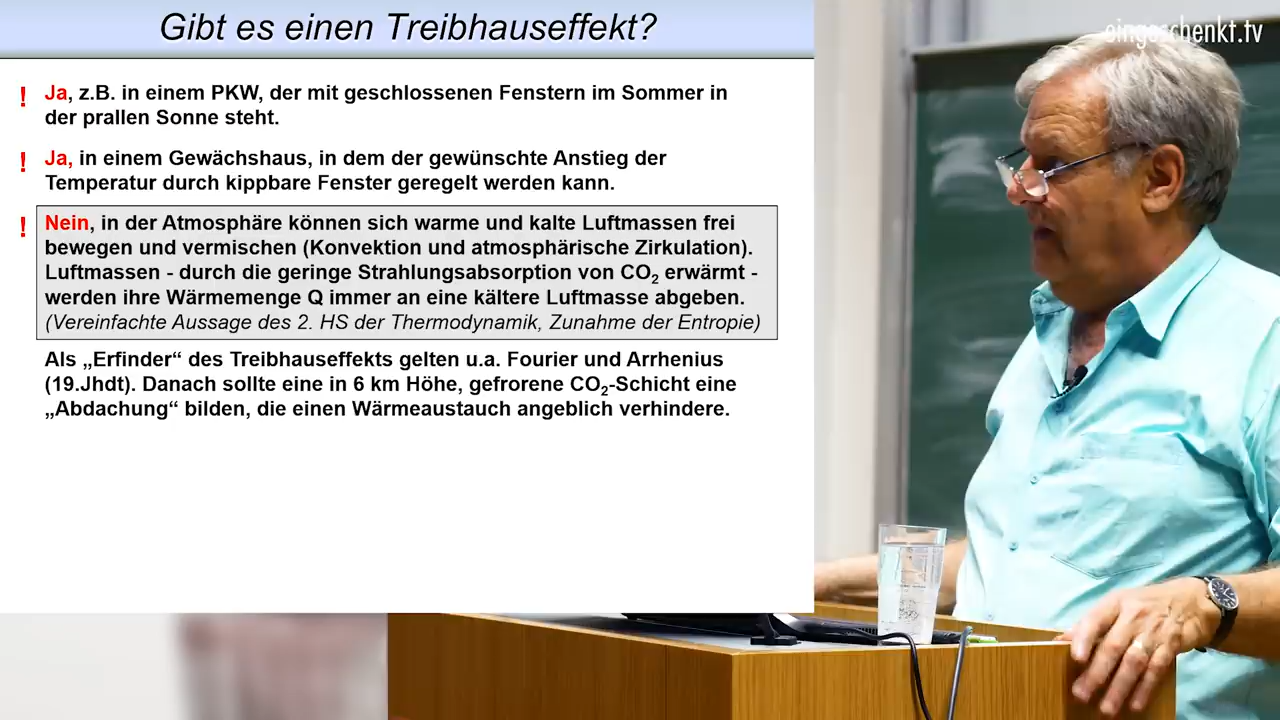 Gibt es einen Treibhauseffekt?
eingeschenkt.tv
! Ja, z.B. in einem PKW, der mit geschlossenen Fenstern im Sommer in
der prallen Sonne steht.
! Ja, in einem Gewächshaus, in dem der gewünschte Anstieg der
Temperatur durch kippbare Fenster geregelt werden kann.
! Nein, in der Atmosphäre können sich warme und kalte Luftmassen frei
bewegen und vermischen (Konvektion und atmosphärische Zirkulation).
Luftmassen - durch die geringe Strahlungsabsorption von CO₂ erwärmt -
werden ihre Wärmemenge Q immer an eine kältere Luftmasse abgeben.
(Vereinfachte Aussage des 2. HS der Thermodynamik, Zunahme der Entropie)
Als „Erfinder“ des Treibhauseffekts gelten u.a. Fourier und Arrhenius
(19.Jhdt). Danach sollte eine in 6 km Höhe, gefrorene CO₂-Schicht eine
„Abdachung“ bilden, die einen Wärmeaustauch angeblich verhindere.